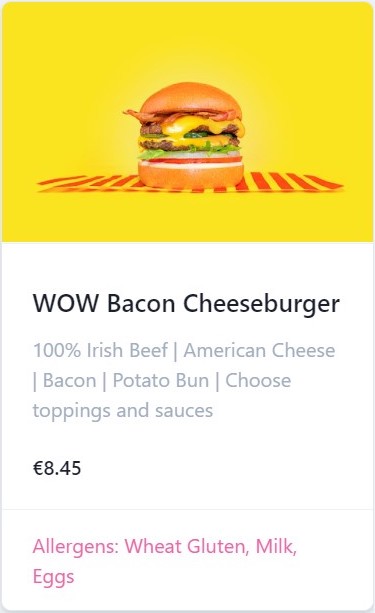 WOW Bacon Cheeseburger
100% Irish Beef | American Cheese
| Bacon | Potato Bun | Choose
toppings and sauces
€8.45
Allergens: Wheat Gluten, Milk,
Eggs